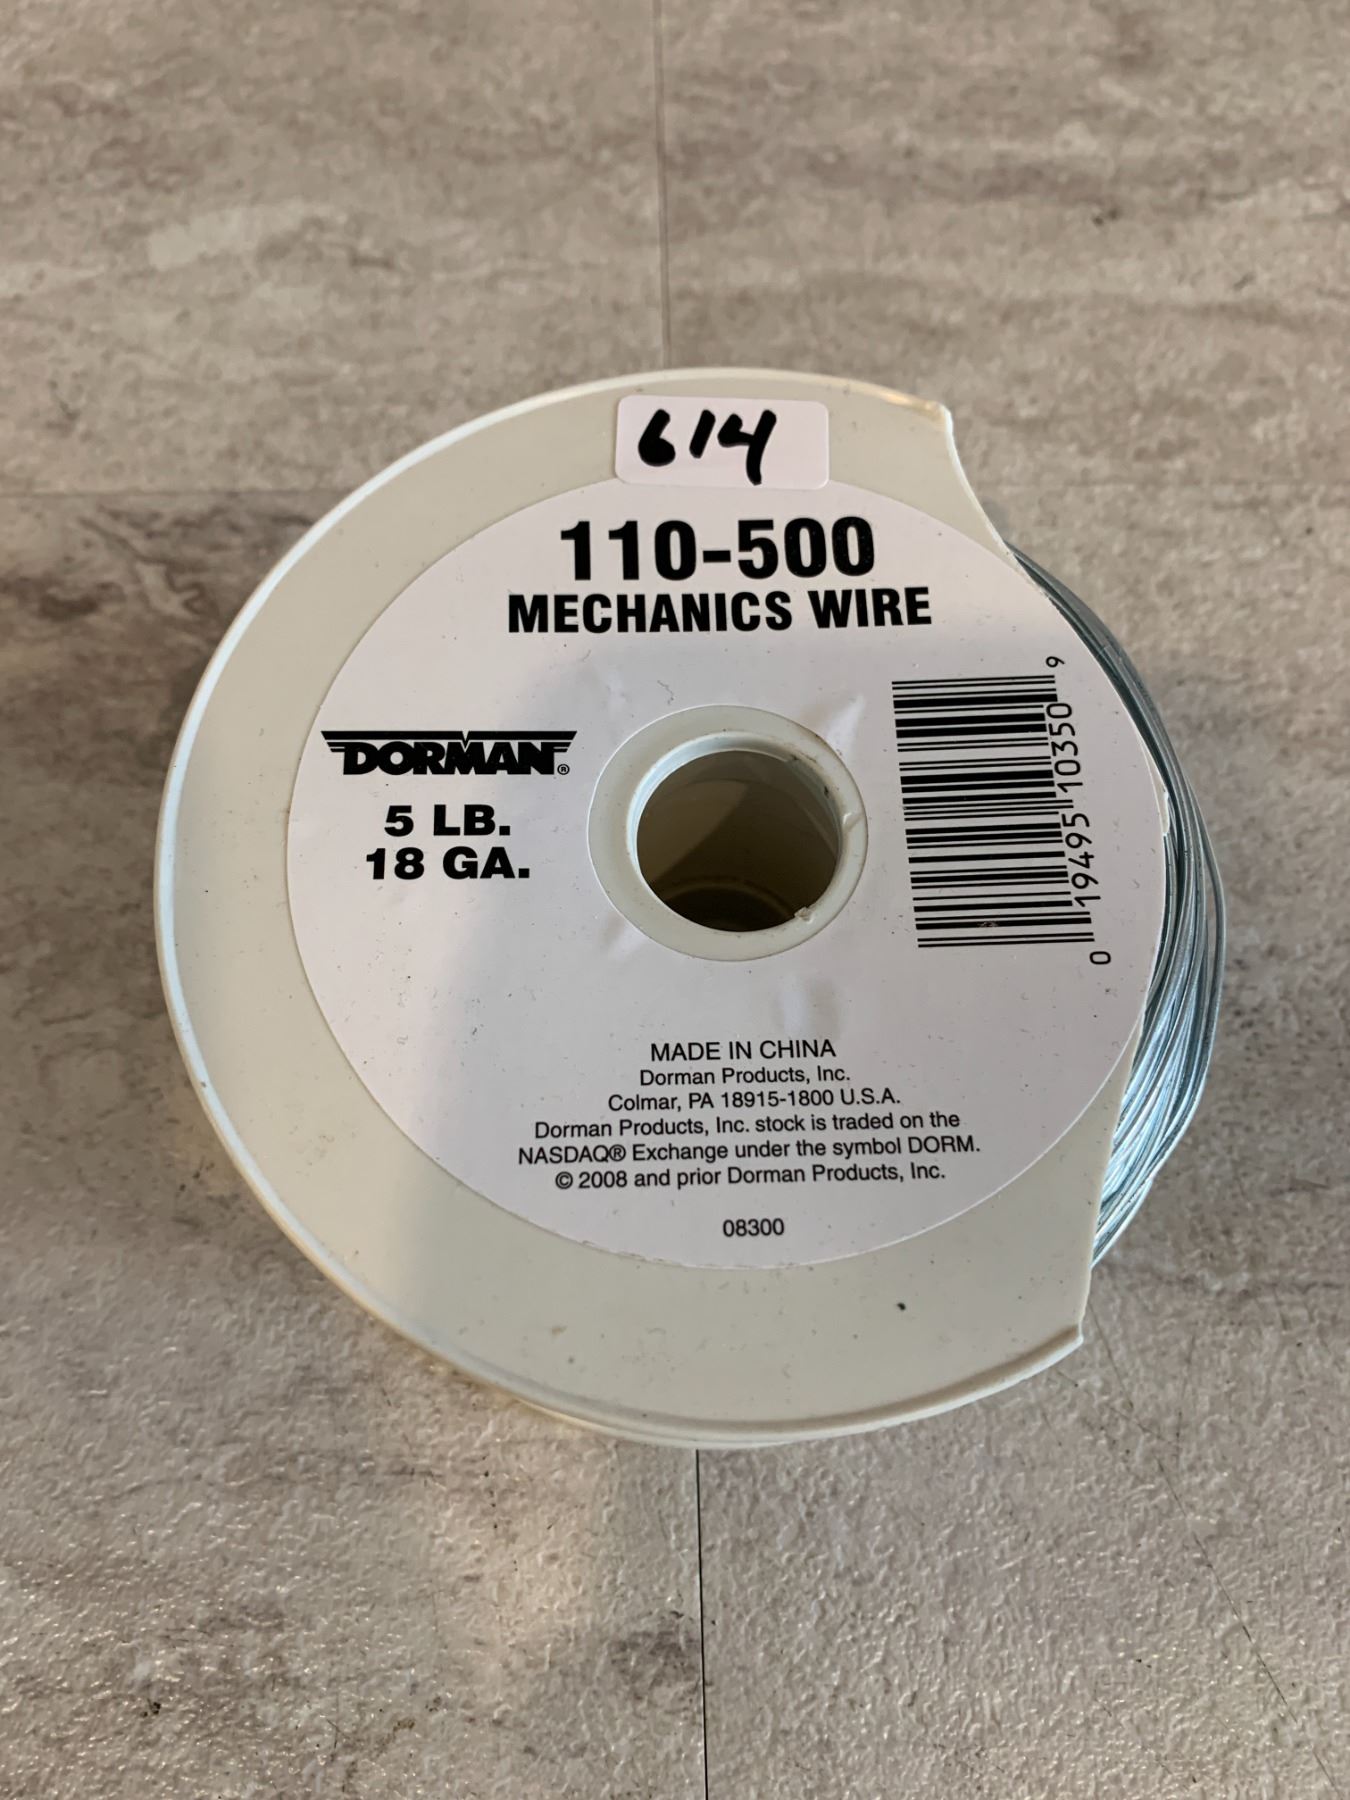 614
110-500
MECHANICS WIRE
DORMAN®
5 LB.
18 GA.
0 19495 10350 9
MADE IN CHINA
Dorman Products, Inc.
Colmar, PA 18915-1800 U.S.A.
Dorman Products, Inc. stock is traded on the
NASDAQ® Exchange under the symbol DORM.
© 2008 and prior Dorman Products, Inc.
08300